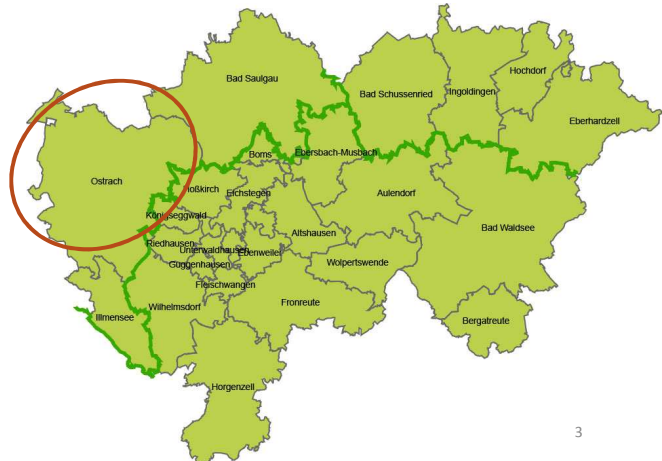 Bad Saulgau
Bad Schussenried
Ingoldingen
Hochdorf
Eberhardzell
Ostrach
Boms
Ebersbach-Musbach
Hoßkirch
Eichstegen
Aulendorf
Königseggwald
Altshausen
Bad Waldsee
Riedhausen
Unterwaldhausen
Ebenweiler
Guggenhausen
Wolpertswende
Fleischwangen
Illmensee
Wilhelmsdorf
Fronreute
Bergatreute
Horgenzell
3